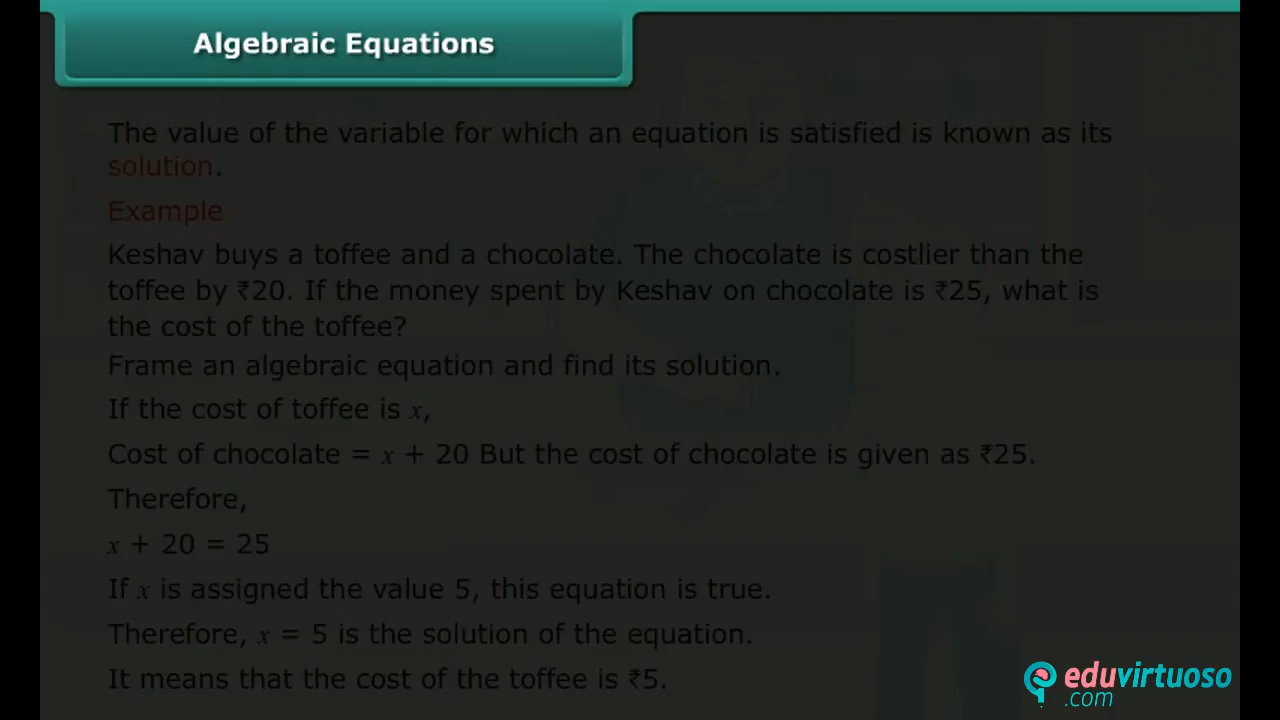 Algebraic Equations
The value of the variable for which an equation is satisfied is known as its
solution.
Example
Keshav buys a toffee and a chocolate. The chocolate is costlier than the
toffee by ₹20. If the money spent by Keshav on chocolate is ₹25, what is
the cost of the toffee?
Frame an algebraic equation and find its solution.
If the cost of toffee is x,
Cost of chocolate = x + 20 But the cost of chocolate is given as ₹25.
Therefore,
x + 20 = 25
If x is assigned the value 5, this equation is true.
Therefore, x = 5 is the solution of the equation.
It means that the cost of the toffee is ₹5.
eduvirtuoso
.com